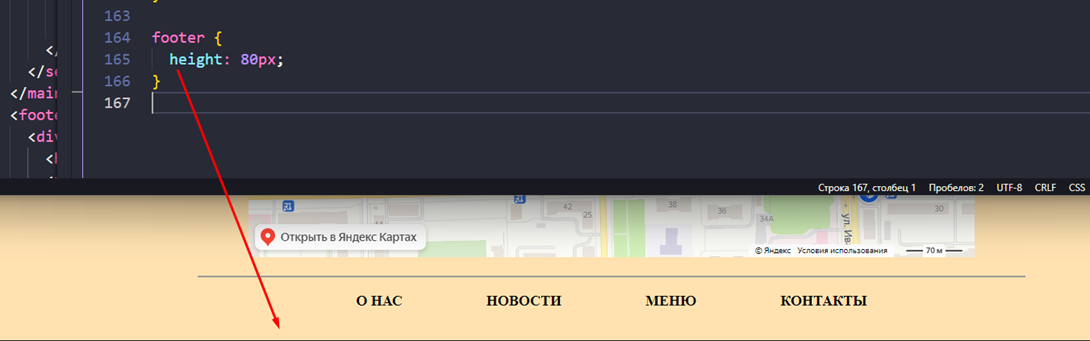 163
164 footer {
</ 165 height: 80px;
</se 166 }
</main 167
<foote
<div
<h
Строка 167, столбец 1 Пробелов: 2 UTF-8 CRLF CSS
42 25 38 36 34А 30
ул. Ива
Открыть в Яндекс Картах
© Яндекс Условия использования 70 м
О НАС НОВОСТИ МЕНЮ КОНТАКТЫ